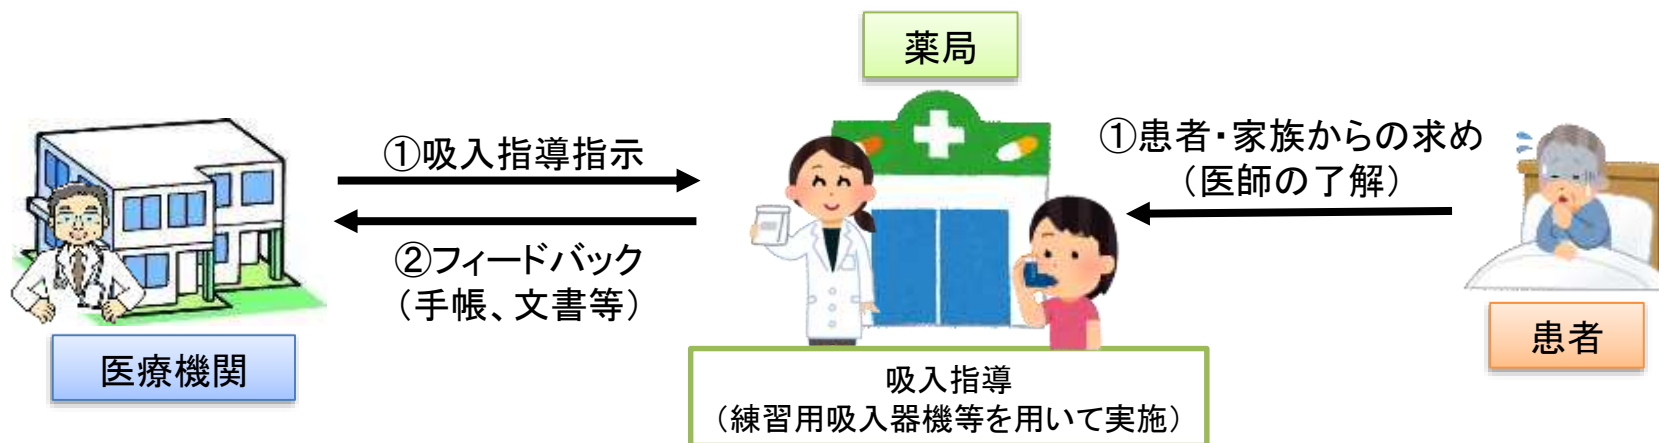 薬局
①吸入指導指示
②フィードバック
(手帳、文書等)
医療機関
①患者・家族からの求め
(医師の了解)
患者
吸入指導
(練習用吸入器機等を用いて実施)